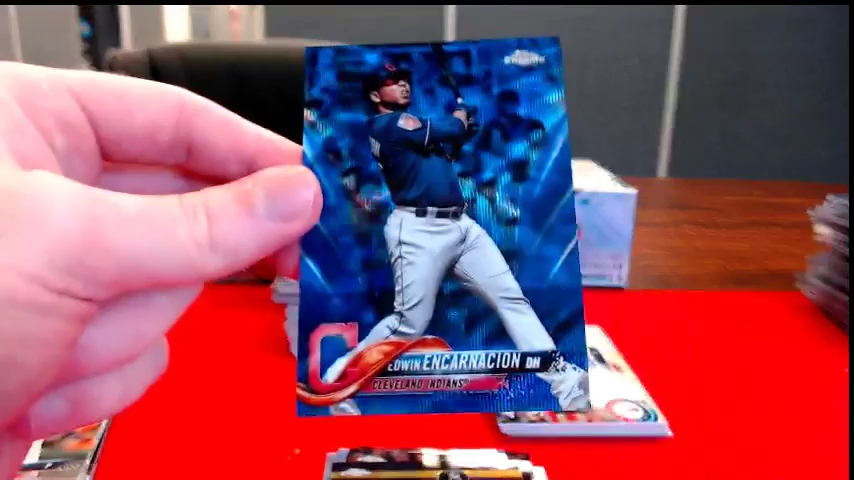 CHROME
C
EDWIN ENCARNACION DH
CLEVELAND INDIANS